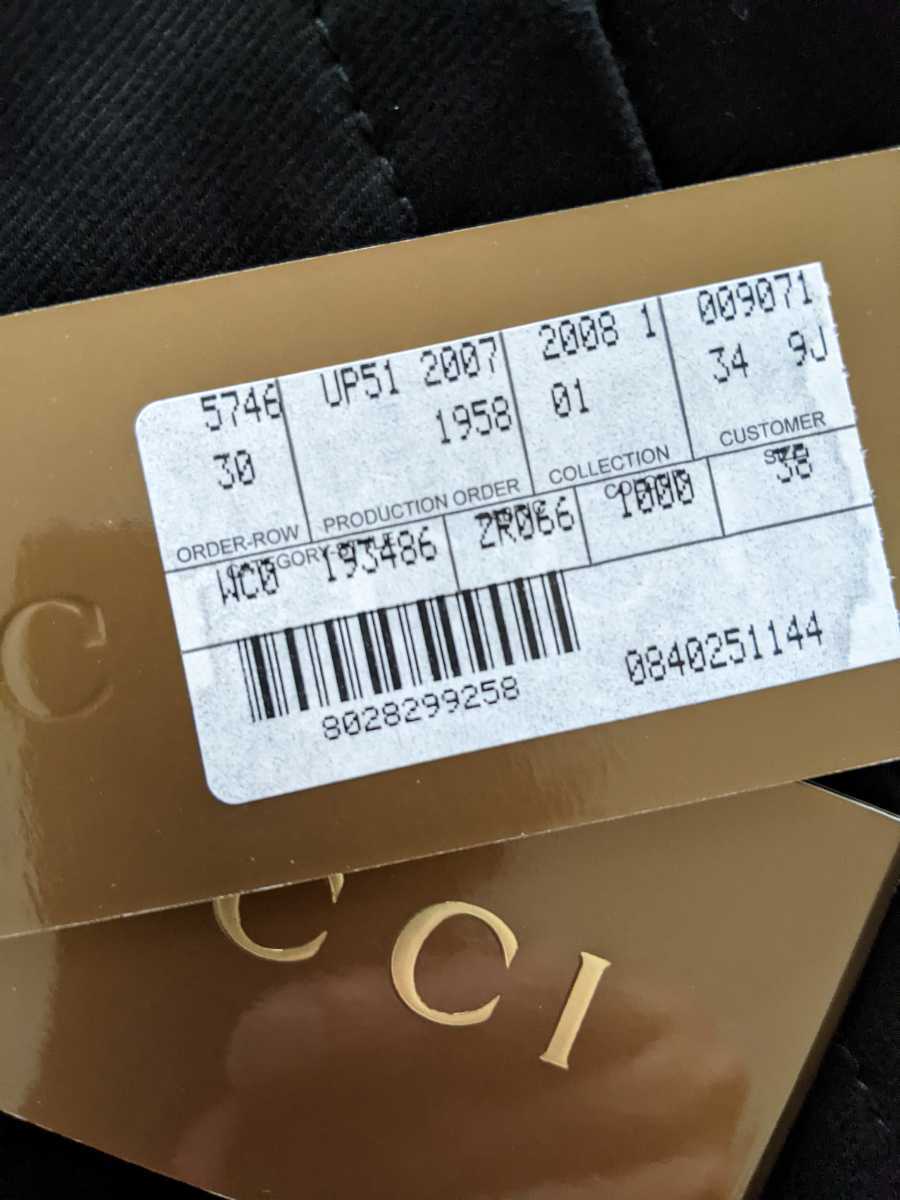 5746 UP51 2007 2008 1 009071
30 1958 01 34 9J
ORDER-ROW PRODUCTION ORDER COLLECTION CUSTOMER
WC0 193486 ZR066 1000 38
8028299258 0840251144
C
CCI